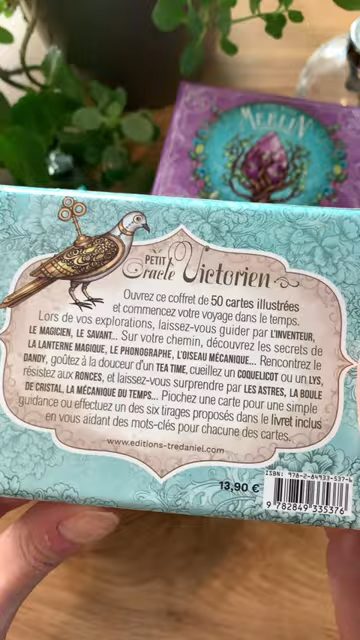 MERLIN
PETIT
Oracle Victorien
Ouvrez ce coffret de 50 cartes illustrées
et commencez votre voyage dans le temps.
Lors de vos explorations, laissez-vous guider par L'INVENTEUR,
LE MAGICIEN, LE SAVANT... Sur votre chemin, découvrez les secrets de
LA LANTERNE MAGIQUE, LE PHONOGRAPHE, L'OISEAU MÉCANIQUE... Rencontrez le
DANDY, goûtez à la douceur d'un TEA TIME, cueillez un COQUELICOT ou un LYS,
résistez aux RONCES, et laissez-vous surprendre par LES ASTRES, LA BOULE
DE CRISTAL, LA MÉCANIQUE DU TEMPS... Piochez une carte pour une simple
guidance ou effectuez un des six tirages proposés dans le livret inclus
en vous aidant des mots-clés pour chacune des cartes.
www.editions-tredaniel.com
13,90 €
ISBN: 978-2-84933-537-6
9 782849 335376